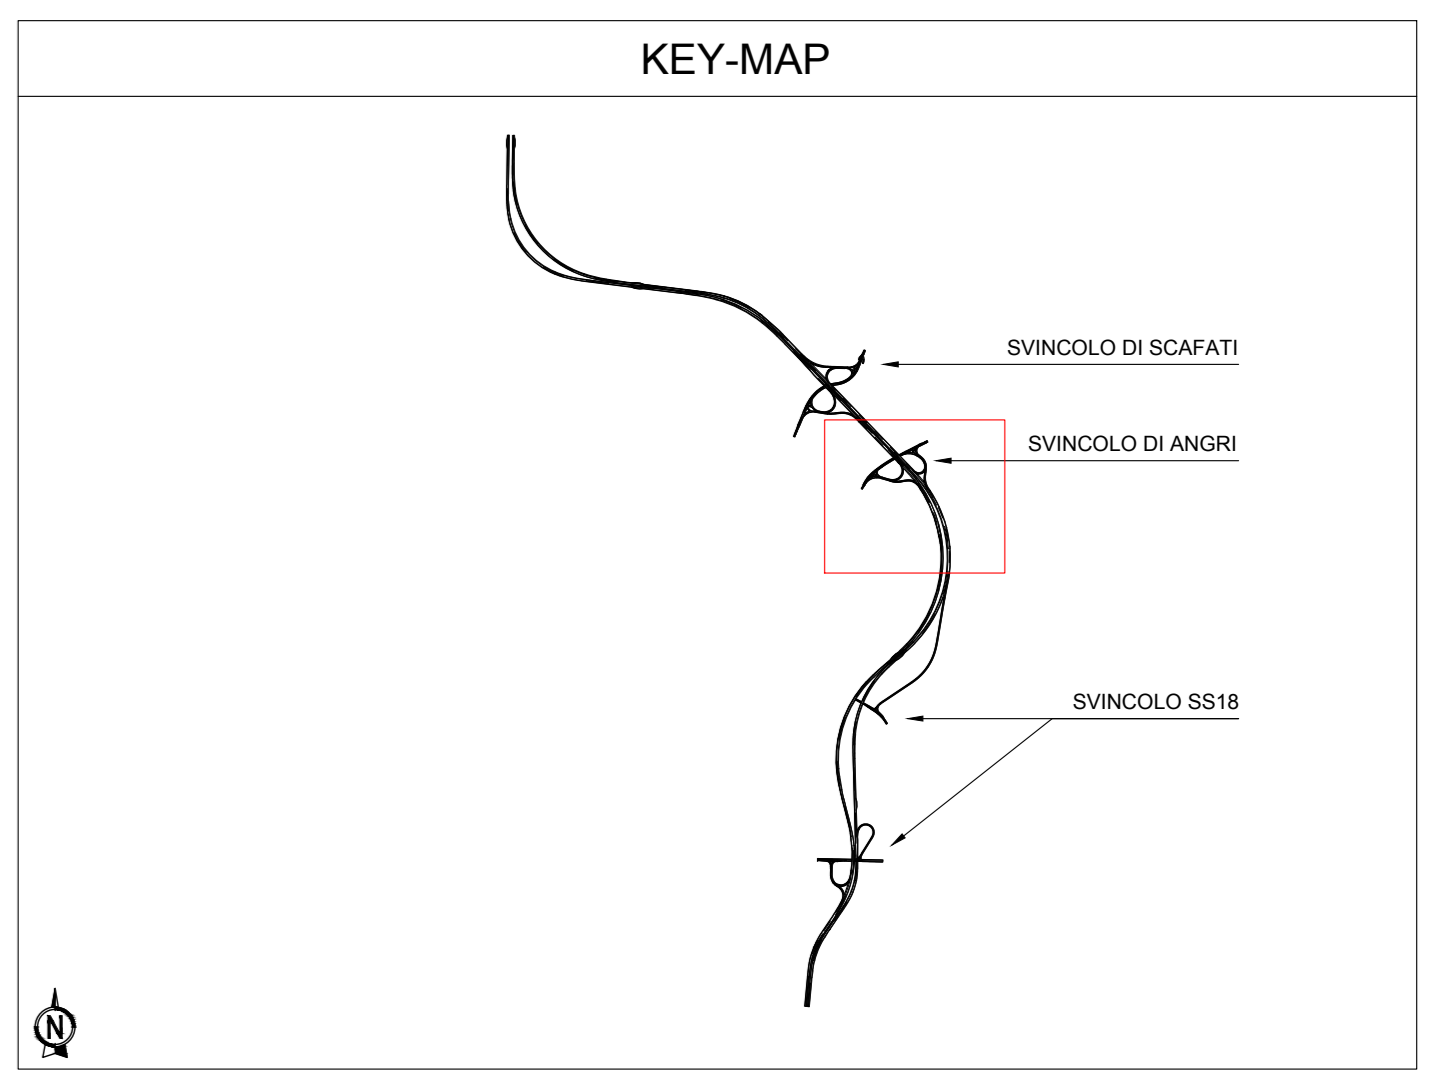 KEY-MAP
SVINCOLO DI SCAFATI
SVINCOLO DI ANGRI
SVINCOLO SS18
N